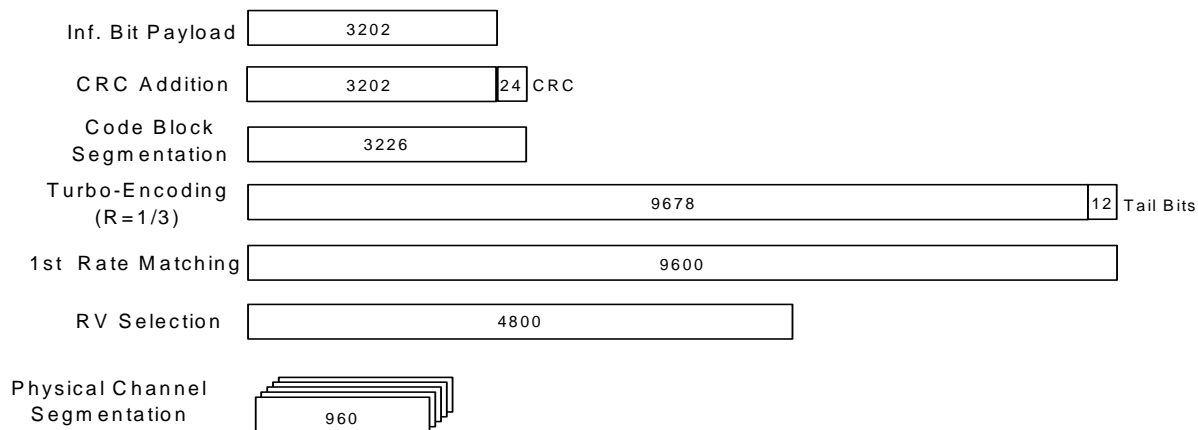 Inf. Bit Payload 3202
CRC Addition 3202 24 CRC
Code Block
Segmentation 3226
Turbo-Encoding
(R=1/3) 9678 12 Tail Bits
1st Rate Matching 9600
RV Selection 4800
Physical Channel
Segmentation 960